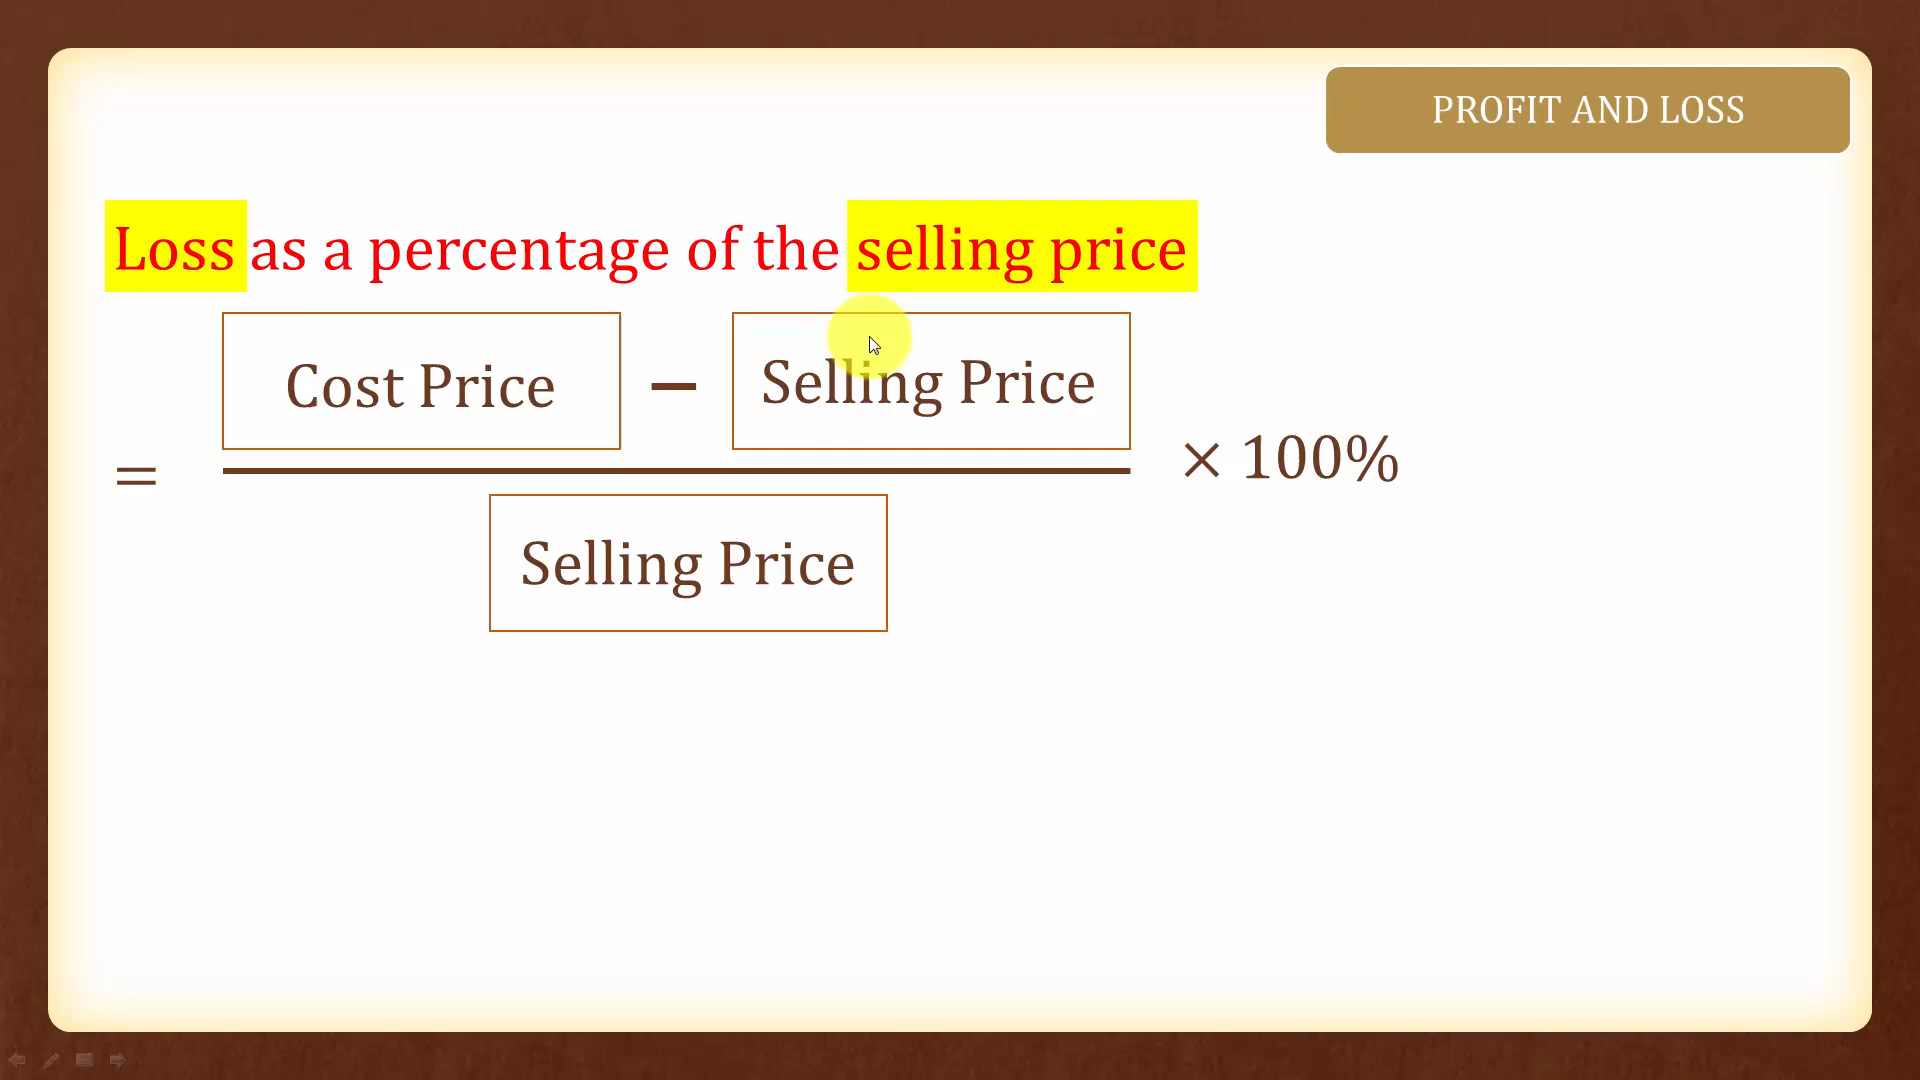 PROFIT AND LOSS
Loss as a percentage of the selling price
Cost Price − Selling Price
= × 100%
Selling Price